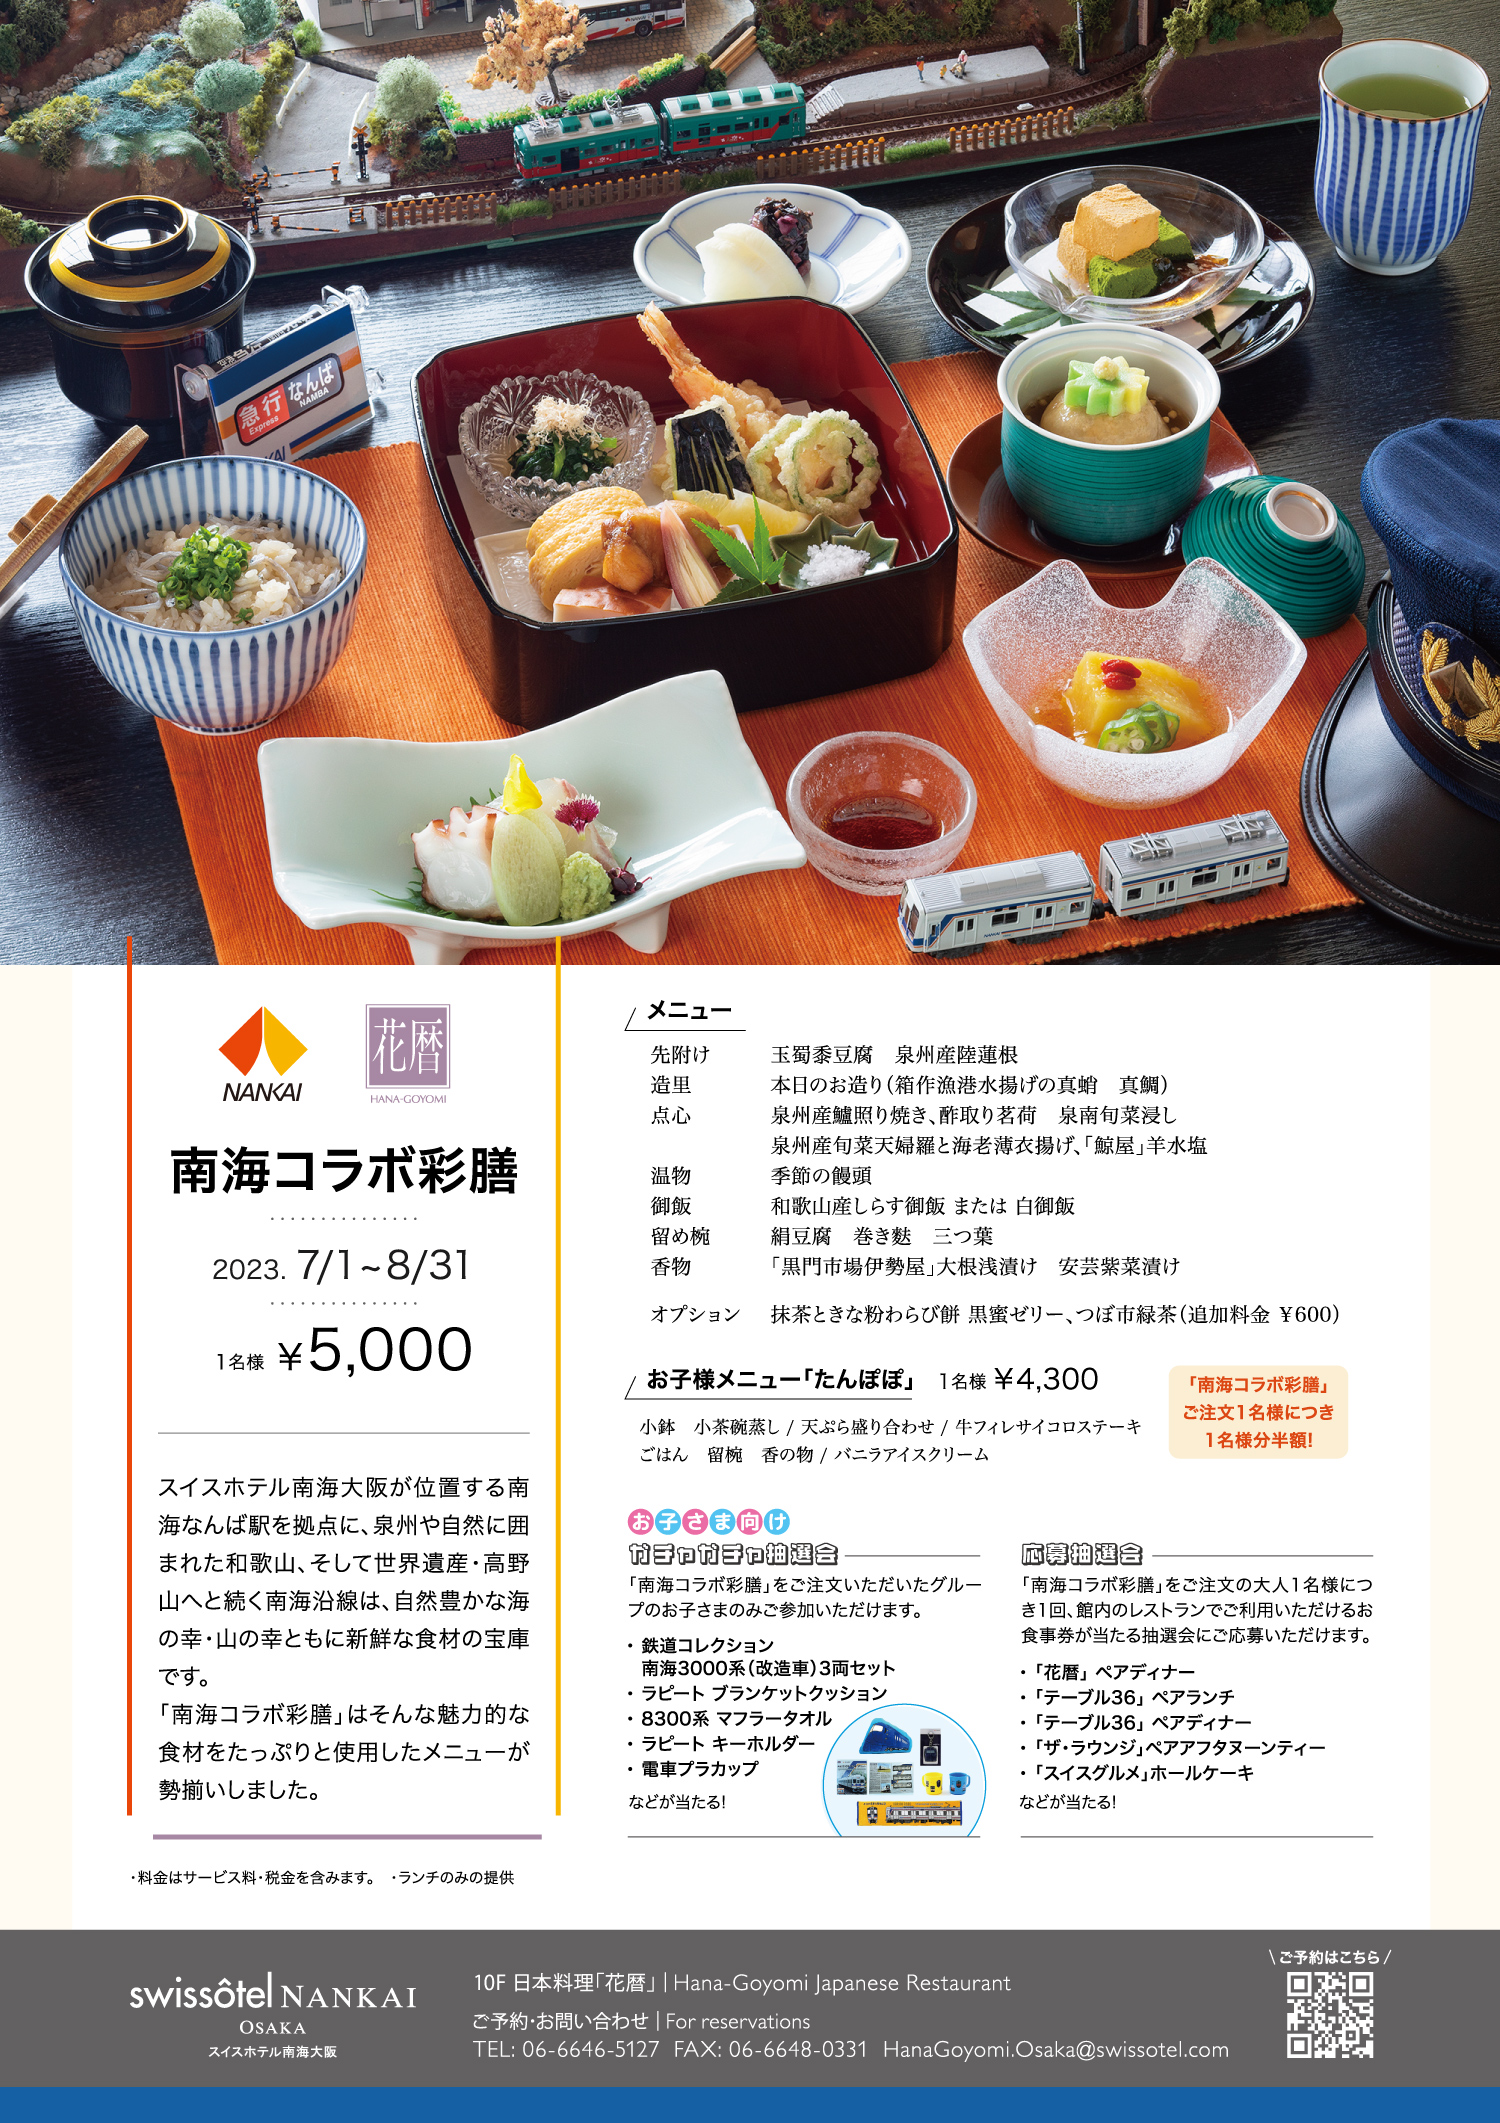 急行
Express
なんば
NAMBA
NANKAI
NANKAI
花暦
HANA-GOYOMI
南海コラボ彩膳
2023. 7/1~8/31
1名様 ¥5,000
スイスホテル南海大阪が位置する南
海なんば駅を拠点に、泉州や自然に囲
まれた和歌山、そして世界遺産・高野
山へと続く南海沿線は、自然豊かな海
の幸・山の幸ともに新鮮な食材の宝庫
です。
「南海コラボ彩膳」はそんな魅力的な
食材をたっぷりと使用したメニューが
勢揃いしました。
・料金はサービス料・税金を含みます。 ・ランチのみの提供
メニュー
先附け 玉蜀黍豆腐 泉州産陸蓮根
造里 本日のお造り（箱作漁港水揚げの真蛸 真鯛）
点心 泉州産鱸照り焼き、酢取り茗荷 泉南旬菜浸し
泉州産旬菜天婦羅と海老薄衣揚げ、「鯨屋」羊水塩
温物 季節の饅頭
御飯 和歌山産しらす御飯 または 白御飯
留め椀 絹豆腐 巻き麩 三つ葉
香物 「黒門市場伊勢屋」大根浅漬け 安芸紫菜漬け
オプション 抹茶ときな粉わらび餅 黒蜜ゼリー、つぼ市緑茶（追加料金 ¥600）
お子様メニュー「たんぽぽ」 1名様 ¥4,300
小鉢 小茶碗蒸し / 天ぷら盛り合わせ / 牛フィレサイコロステーキ
ごはん 留椀 香の物 / バニラアイスクリーム
「南海コラボ彩膳」
ご注文1名様につき
1名様分半額!
お子さま向け
ガチャガチャ抽選会
「南海コラボ彩膳」をご注文いただいたグルー
プのお子さまのみご参加いただけます。
・鉄道コレクション
南海3000系（改造車）3両セット
・ラピート ブランケットクッション
・8300系 マフラータオル
・ラピート キーホルダー
・電車プラカップ
などが当たる!
応募抽選会
「南海コラボ彩膳」をご注文の大人1名様につ
き1回、館内のレストランでご利用いただけるお
食事券が当たる抽選会にご応募いただけます。
・「花暦」 ペアディナー
・「テーブル36」 ペアランチ
・「テーブル36」 ペアディナー
・「ザ・ラウンジ」ペアアフタヌーンティー
・「スイスグルメ」ホールケーキ
などが当たる!
swissôtel NANKAI
OSAKA
スイスホテル南海大阪
10F 日本料理「花暦」 | Hana-Goyomi Japanese Restaurant
ご予約・お問い合わせ | For reservations
TEL: 06-6646-5127 FAX: 06-6648-0331 HanaGoyomi.Osaka@swissotel.com
\ ご予約はこちら /